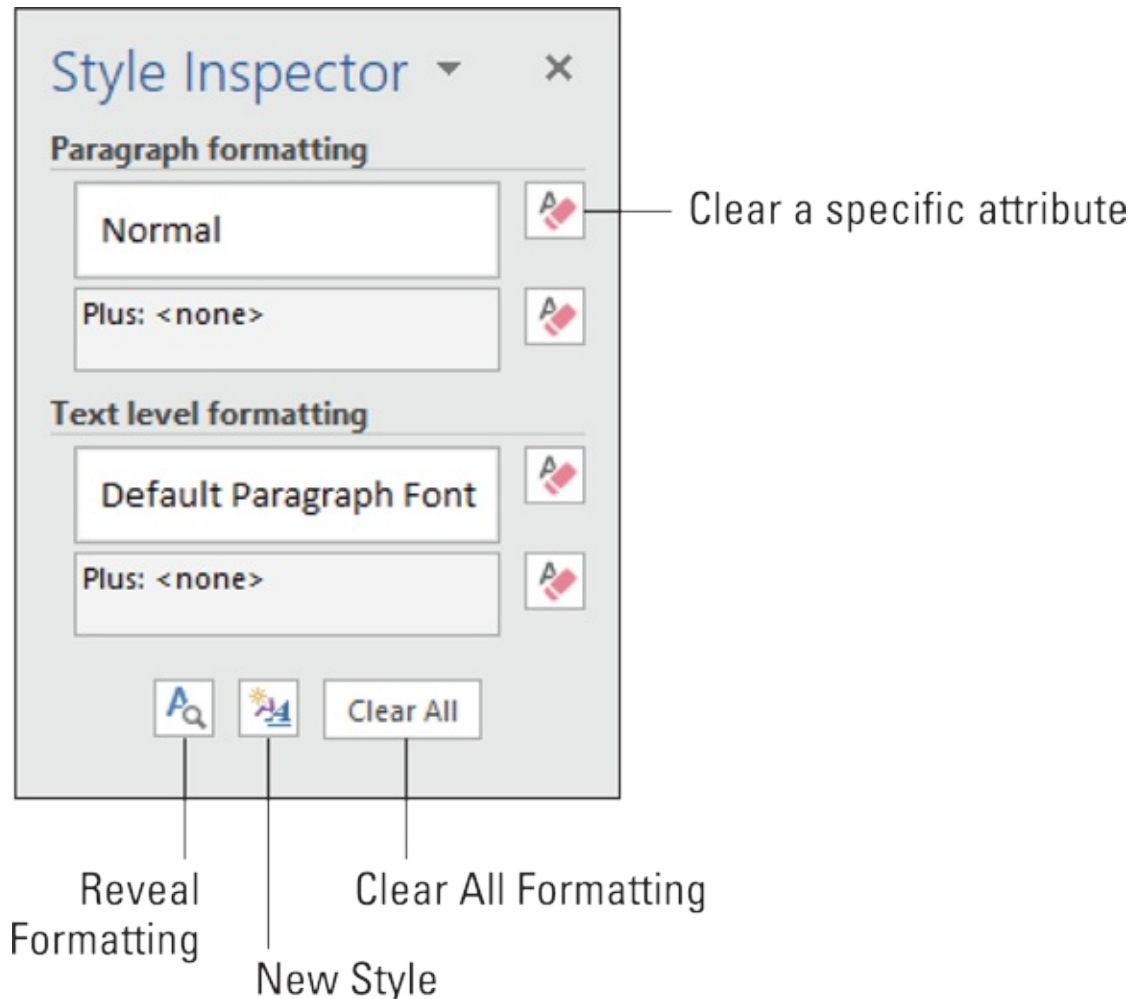 Style Inspector
Paragraph formatting
Normal
Clear a specific attribute
Plus: <none>
Text level formatting
Default Paragraph Font
Plus: <none>
Clear All
Reveal
Formatting
Clear All Formatting
New Style